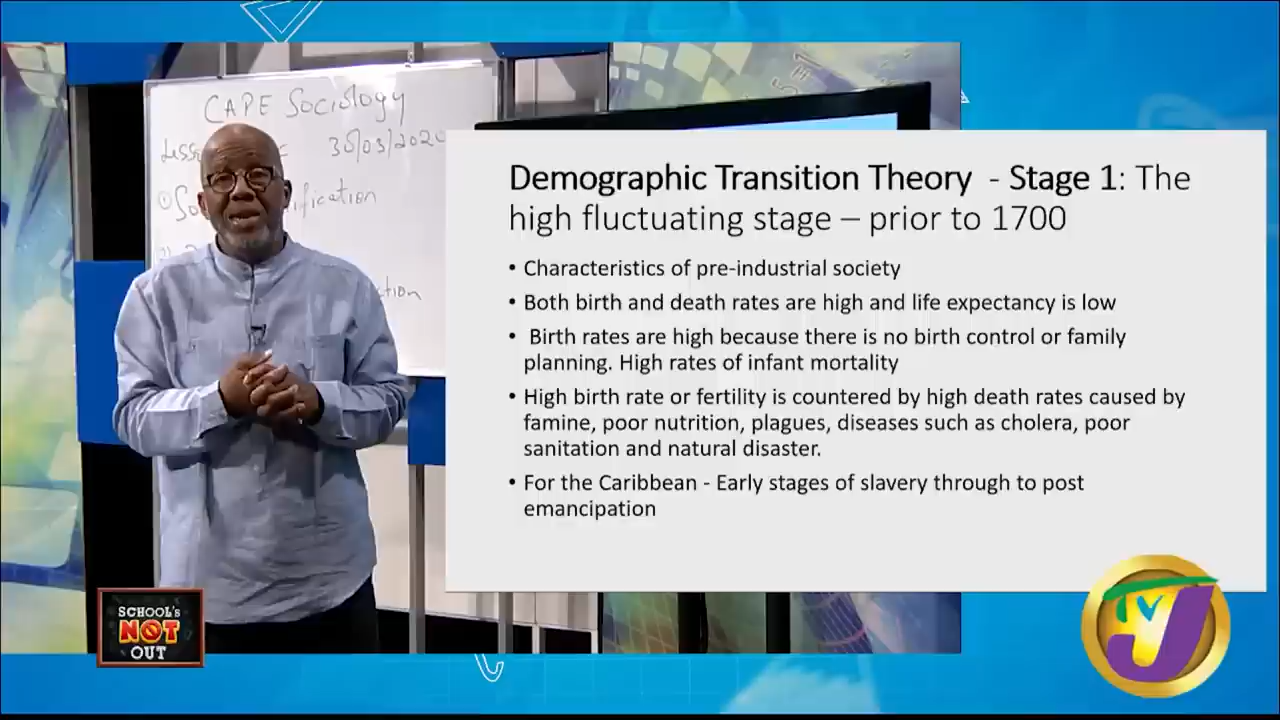 CAPE Sociology
30/03/2020
Demographic Transition Theory - Stage 1: The
high fluctuating stage – prior to 1700
• Characteristics of pre-industrial society
• Both birth and death rates are high and life expectancy is low
• Birth rates are high because there is no birth control or family
planning. High rates of infant mortality
• High birth rate or fertility is countered by high death rates caused by
famine, poor nutrition, plagues, diseases such as cholera, poor
sanitation and natural disaster.
• For the Caribbean - Early stages of slavery through to post
emancipation
SCHOOL'S
NOT
OUT
TVJ